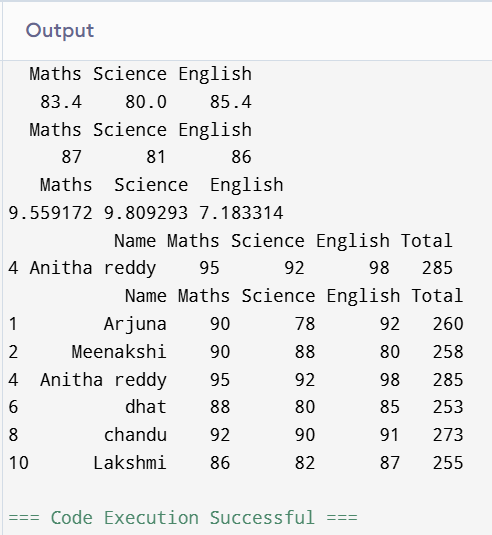 Output
Maths Science English
83.4 80.0 85.4
Maths Science English
87 81 86
Maths Science English
9.559172 9.809293 7.183314
Name Maths Science English Total
4 Anitha reddy 95 92 98 285
Name Maths Science English Total
1 Arjuna 90 78 92 260
2 Meenakshi 90 88 80 258
4 Anitha reddy 95 92 98 285
6 dhat 88 80 85 253
8 chandu 92 90 91 273
10 Lakshmi 86 82 87 255
=== Code Execution Successful ===